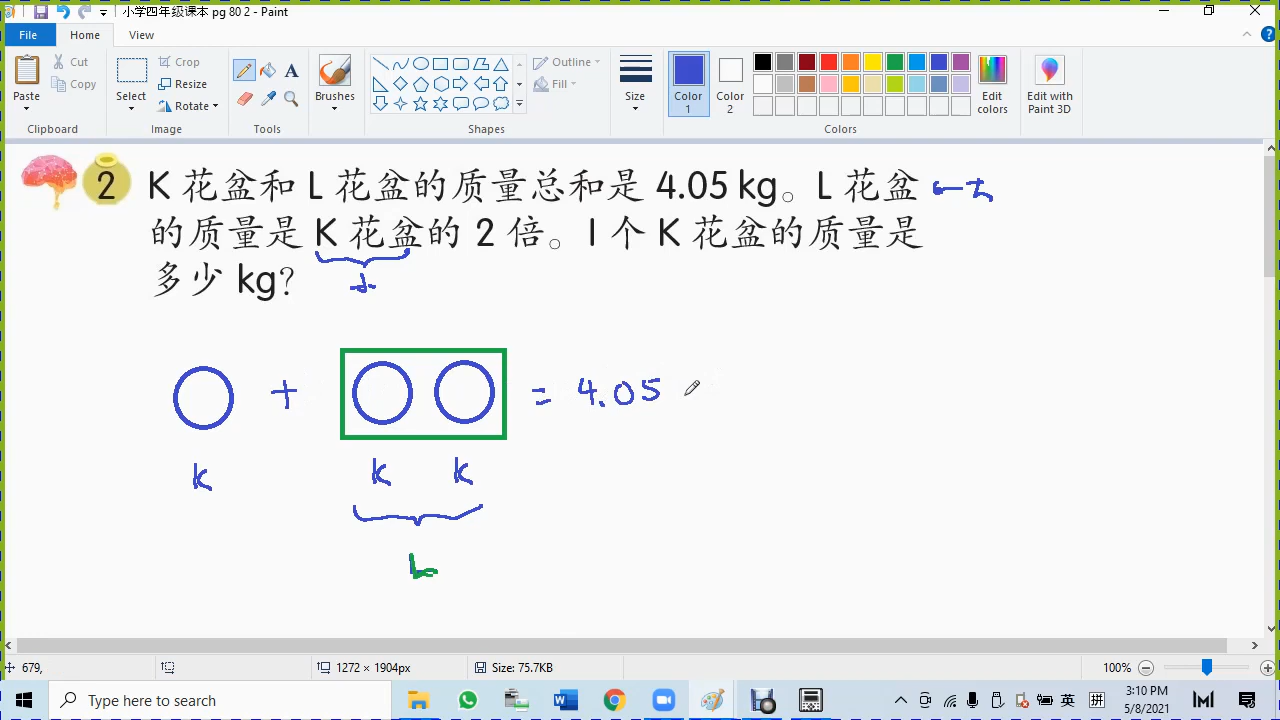 小学四年级课本 pg 80 2 - Paint
File Home View
Paste Cut Copy Select Crop Resize Rotate Brushes Outline Fill Size Color 1 Color 2 Edit colors Edit with Paint 3D
Clipboard Image Tools Shapes Colors
2 K 花盆和 L 花盆的质量总和是 4.05 kg。L 花盆
的质量是 K 花盆的 2 倍。1 个 K 花盆的质量是
多少 kg?
+ = 4.05
K K K
L
679, 1272 × 1904px Size: 75.7KB 100%
Type here to search 英 拼 3:10 PM
5/8/2021